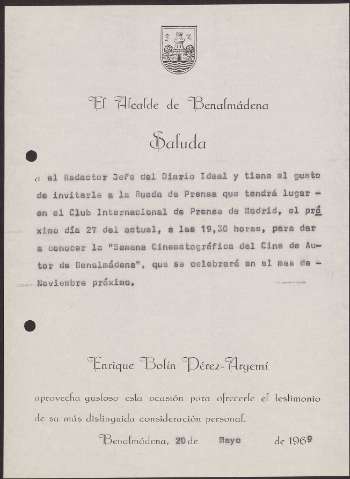 El Alcalde de Benalmádena
Saluda
a el Redactor Jefe del Diario Ideal y tiene el gusto
de invitarle a la Rueda de Prensa que tendrá lugar -
en el Club Internacional de Prensa de Madrid, el pró
ximo día 27 del actual, a las 19,30 horas, para dar
a conocer la "Semana Cinematográfica del Cine de Au-
tor de Benalmádena", que se celebrará en el mes de -
Noviembre próximo.
Enrique Bolín Pérez-Argemí
aprovecha gustoso esta ocasión para ofrecerle el testimonio
de su más distinguida consideración personal.
Benalmádena, 20 de Mayo de 1969